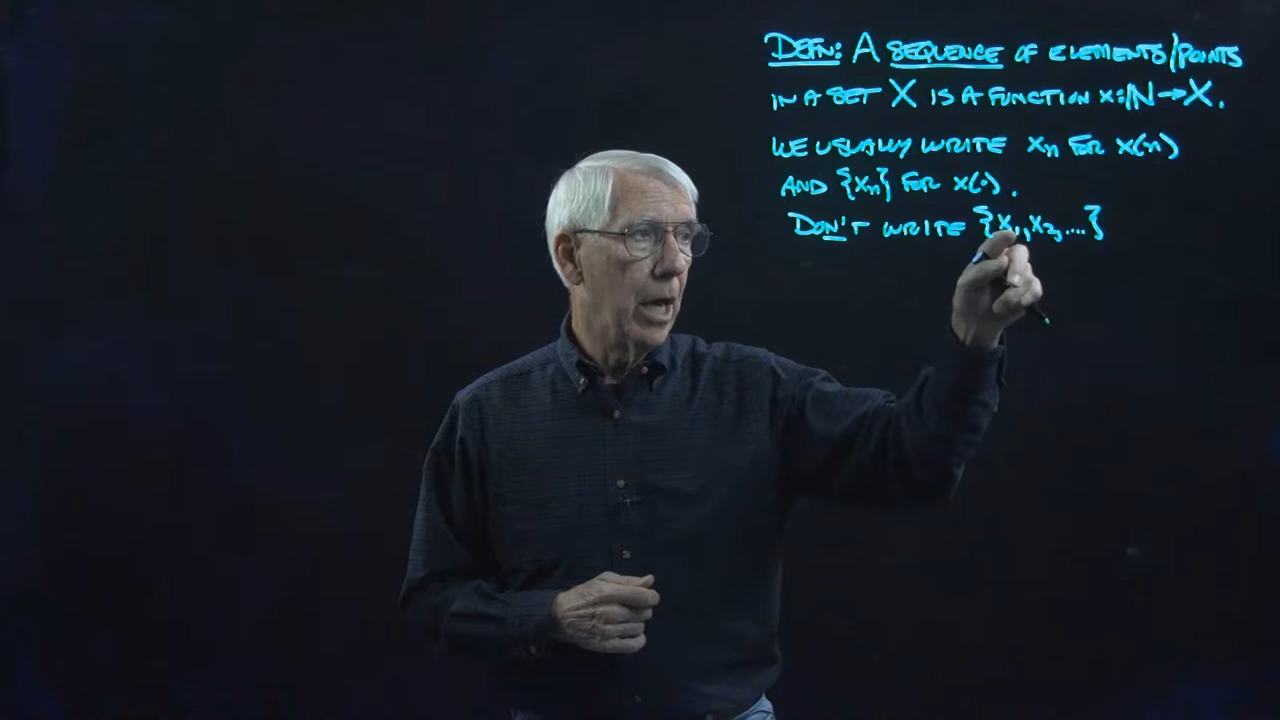 DEFN: A SEQUENCE OF ELEMENTS/POINTS
IN A SET X IS A FUNCTION x:ℕ→X.
WE USUALLY WRITE xₙ FOR x(n)
AND {xₙ} FOR x(·).
DON'T WRITE {x₁,x₂,....}